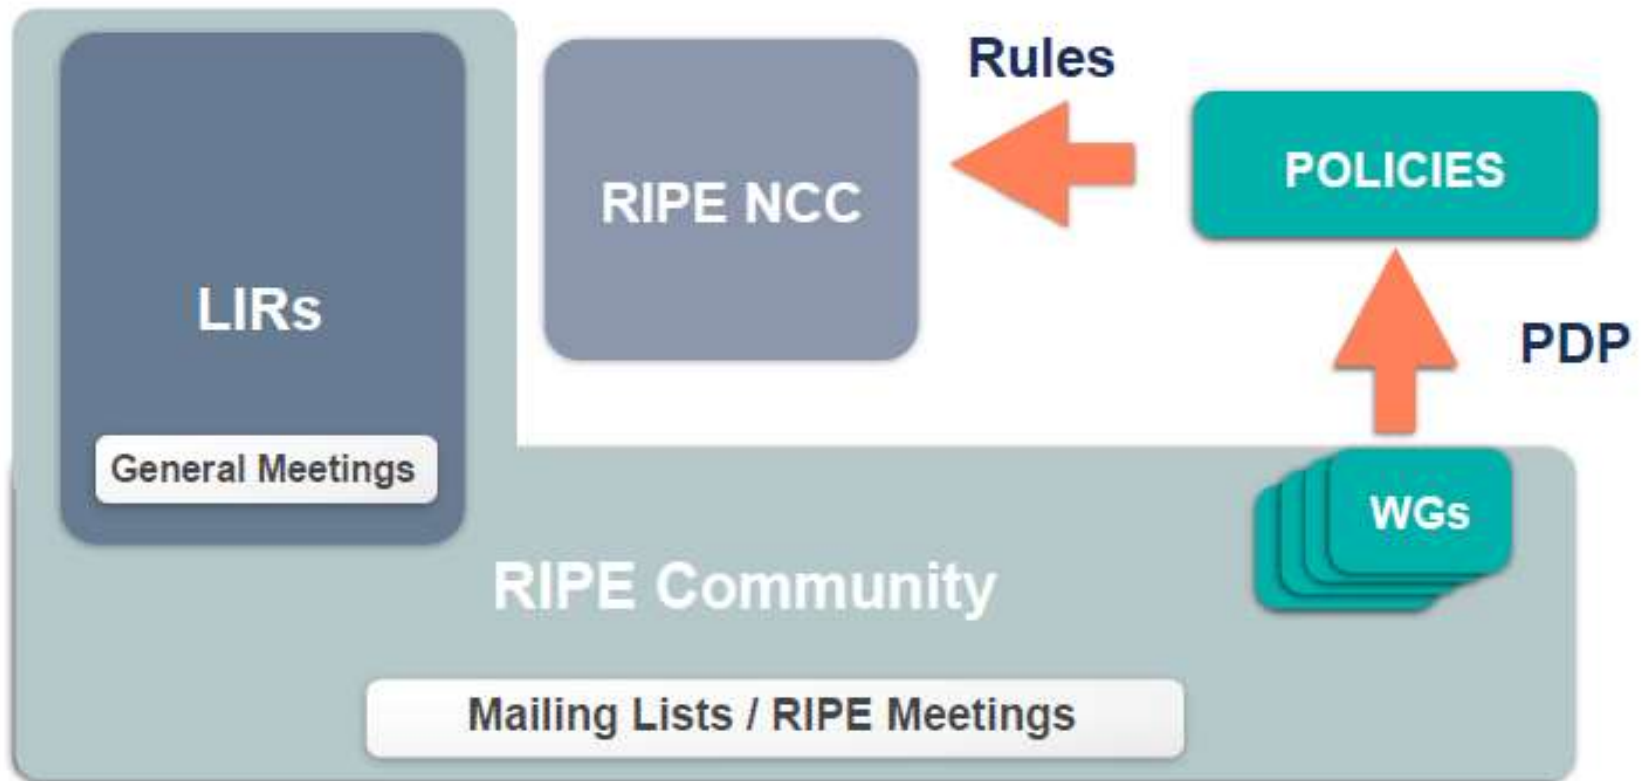 Rules
RIPE NCC
POLICIES
LIRs
PDP
General Meetings
WGs
RIPE Community
Mailing Lists / RIPE Meetings